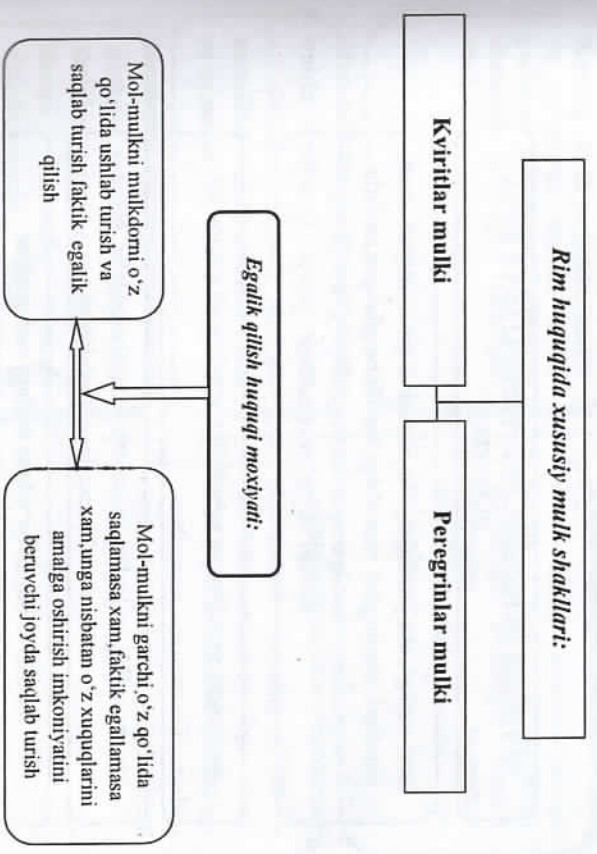 Rim huquqida xususiy mulk shakllari:
Kviritlar mulki
Peregrinlar mulki
Egalik qilish huquqi moxiyati:
Mol-mulkni mulkdorni o‘z
qo‘lida ushlab turish va
saqlab turish faktik egalik
qilish
Mol-mulkni garchi,o‘z qo‘lida
saqlamasa xam,faktik egallamasa
xam,unga nisbatan o‘z xuquqlarini
amalga oshirish imkoniyatini
beruvchi joyda saqlab turish